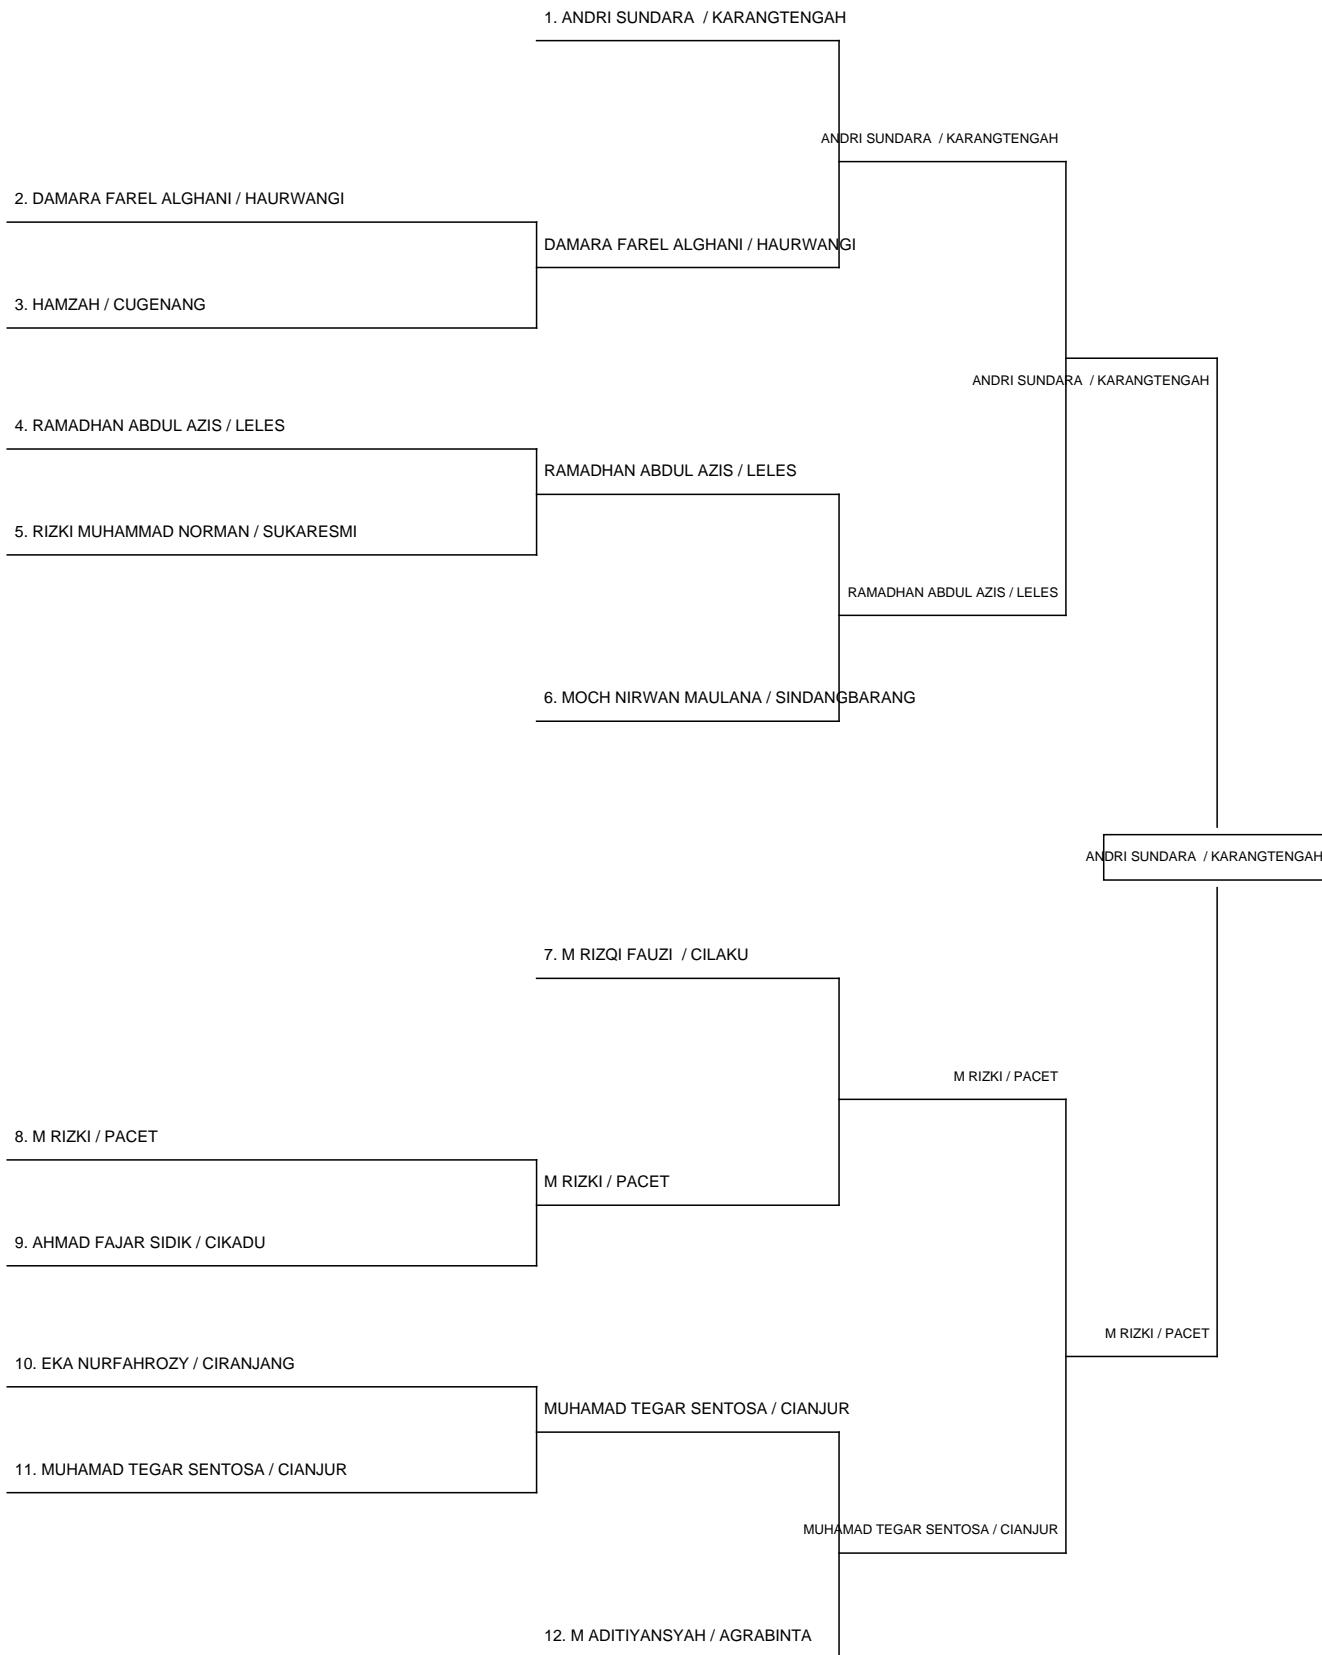 1. ANDRI SUNDARA / KARANGTENGAH
ANDRI SUNDARA / KARANGTENGAH
2. DAMARA FAREL ALGHANI / HAURWANGI
DAMARA FAREL ALGHANI / HAURWANGI
3. HAMZAH / CUGENANG
ANDRI SUNDARA / KARANGTENGAH
4. RAMADHAN ABDUL AZIS / LELES
RAMADHAN ABDUL AZIS / LELES
5. RIZKI MUHAMMAD NORMAN / SUKARESMI
RAMADHAN ABDUL AZIS / LELES
6. MOCH NIRWAN MAULANA / SINDANGBARANG
ANDRI SUNDARA / KARANGTENGAH
7. M RIZQI FAUZI / CILAKU
M RIZKI / PACET
8. M RIZKI / PACET
M RIZKI / PACET
9. AHMAD FAJAR SIDIK / CIKADU
M RIZKI / PACET
10. EKA NURFAHROZY / CIRANJANG
MUHAMAD TEGAR SENTOSA / CIANJUR
11. MUHAMAD TEGAR SENTOSA / CIANJUR
MUHAMAD TEGAR SENTOSA / CIANJUR
12. M ADITIYANSYAH / AGRABINTA